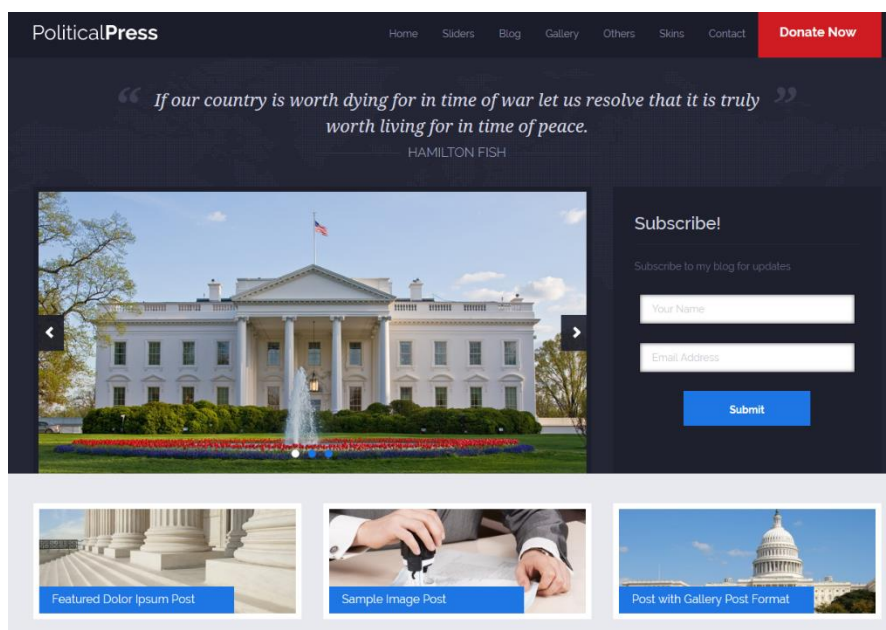 PoliticalPress
Home Sliders Blog Gallery Others Skins Contact Donate Now
“ If our country is worth dying for in time of war let us resolve that it is truly ”
worth living for in time of peace.
HAMILTON FISH
Subscribe!
Subscribe to my blog for updates
Your Name
Email Address
Submit
Featured Dolor Ipsum Post
Sample Image Post
Post with Gallery Post Format